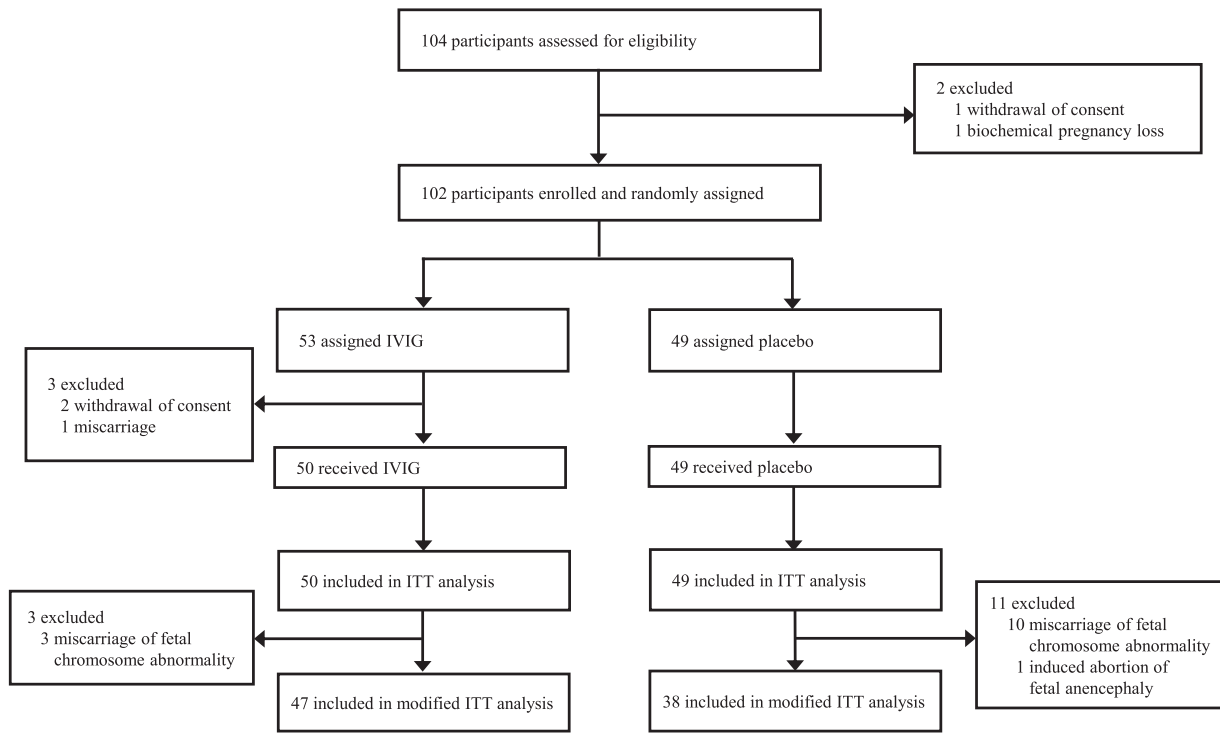 104 participants assessed for eligibility
2 excluded
1 withdrawal of consent
1 biochemical pregnancy loss
102 participants enrolled and randomly assigned
53 assigned IVIG
49 assigned placebo
3 excluded
2 withdrawal of consent
1 miscarriage
50 received IVIG
49 received placebo
50 included in ITT analysis
49 included in ITT analysis
3 excluded
3 miscarriage of fetal
chromosome abnormality
11 excluded
10 miscarriage of fetal
chromosome abnormality
1 induced abortion of
fetal anencephaly
47 included in modified ITT analysis
38 included in modified ITT analysis